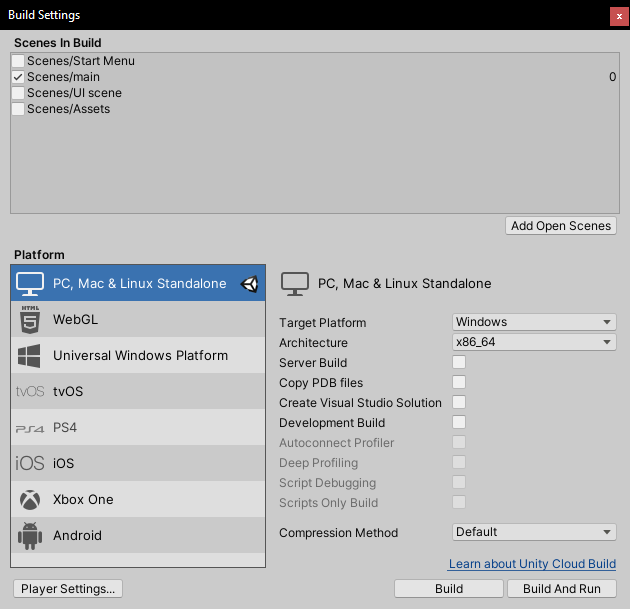 Build Settings
x
Scenes In Build
Scenes/Start Menu
Scenes/main 0
Scenes/UI scene
Scenes/Assets
Add Open Scenes
Platform
PC, Mac & Linux Standalone
HTML 5 WebGL
Universal Windows Platform
tvOS tvOS
PS4 PS4
iOS iOS
Xbox One
Android
PC, Mac & Linux Standalone
Target Platform Windows
Architecture x86_64
Server Build
Copy PDB files
Create Visual Studio Solution
Development Build
Autoconnect Profiler
Deep Profiling
Script Debugging
Scripts Only Build
Compression Method Default
Learn about Unity Cloud Build
Player Settings... Build Build And Run